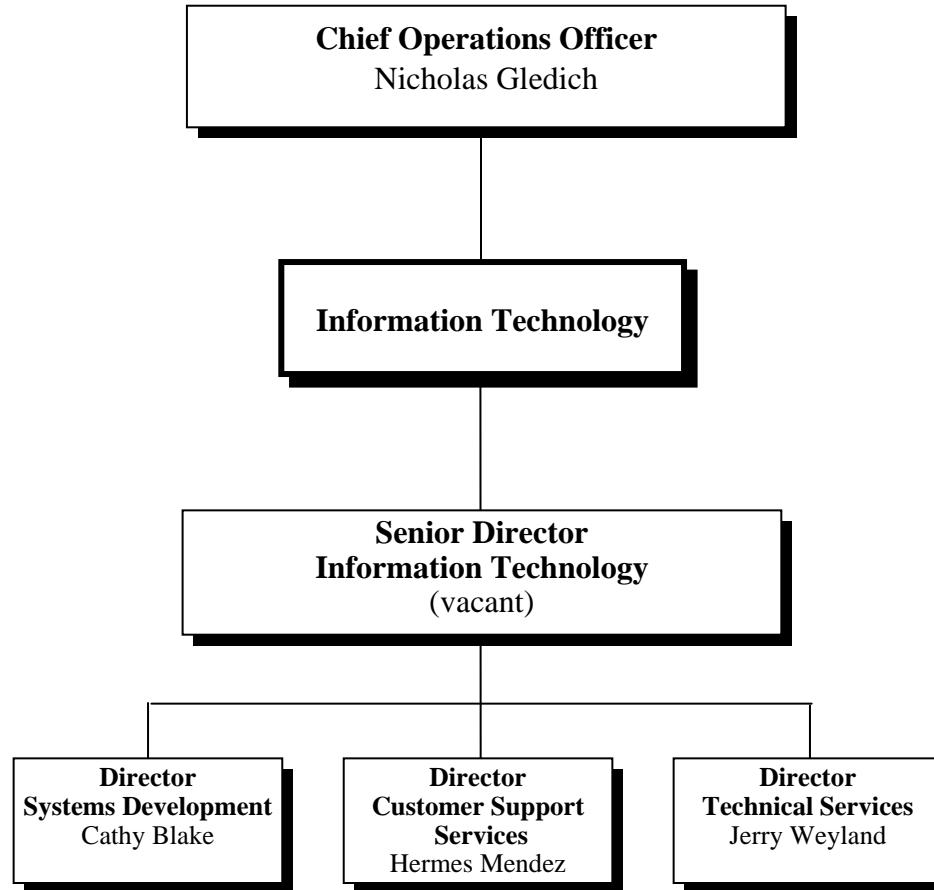 Chief Operations Officer
Nicholas Gledich
Information Technology
Senior Director
Information Technology
(vacant)
Director
Systems Development
Cathy Blake
Director
Customer Support
Services
Hermes Mendez
Director
Technical Services
Jerry Weyland